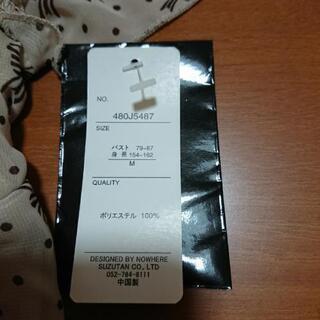 NO.
480J5487
SIZE
バスト 79-87
身長 154-162
M
QUALITY
ポリエステル 100%
DESIGNED BY NOWHERE
SUZUTAN CO., LTD
052-784-8111
中国製